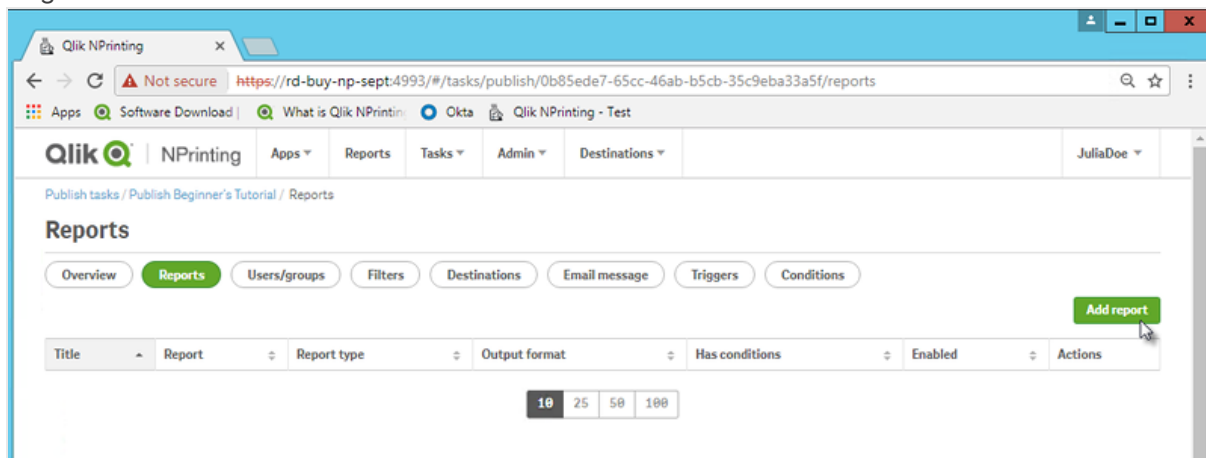 Qlik NPrinting
Not secure https://rd-buy-np-sept:4993/#/tasks/publish/0b85ede7-65cc-46ab-b5cb-35c9eba33a5f/reports
Apps Software Download | What is Qlik NPrintin Okta Qlik NPrinting - Test
Qlik NPrinting Apps Reports Tasks Admin Destinations JuliaDoe
Publish tasks / Publish Beginner's Tutorial / Reports
Reports
Overview Reports Users/groups Filters Destinations Email message Triggers Conditions
Add report
Title Report Report type Output format Has conditions Enabled Actions
10 25 50 100